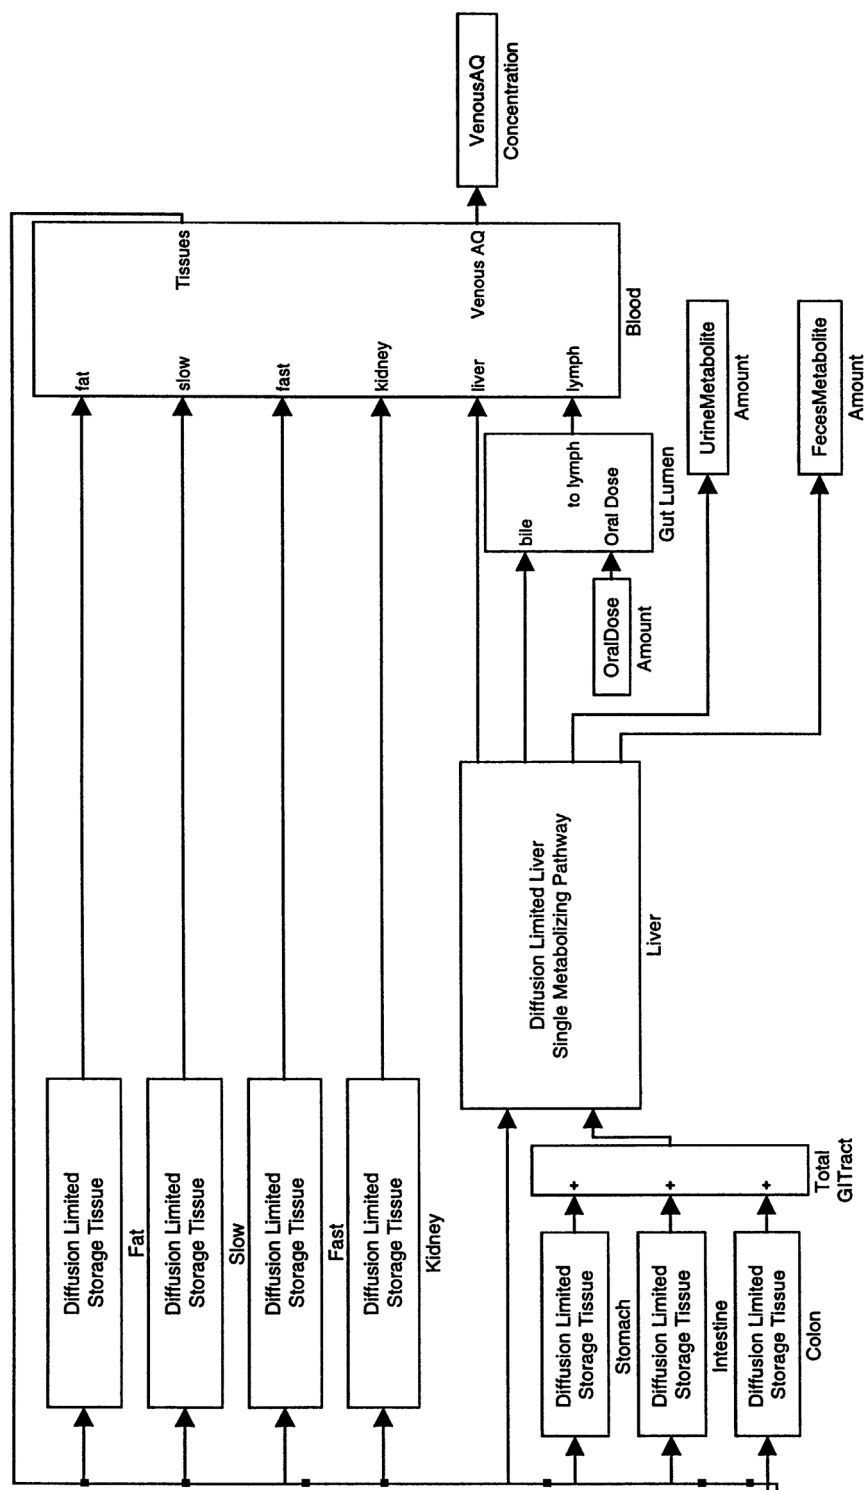 Diffusion Limited
Storage Tissue
Fat
Diffusion Limited
Storage Tissue
Slow
Diffusion Limited
Storage Tissue
Fast
Diffusion Limited
Storage Tissue
Kidney
Diffusion Limited
Storage Tissue
Stomach
Diffusion Limited
Storage Tissue
Intestine
Diffusion Limited
Storage Tissue
Colon
+
+
+
Total
GITract
Diffusion Limited Liver
Single Metabolizing Pathway
Liver
OralDose
Amount
bile
to lymph
Oral Dose
Gut Lumen
fat
slow
fast
kidney
liver
lymph
Tissues
Venous AQ
Blood
VenousAQ
Concentration
UrineMetabolite
Amount
FecesMetabolite
Amount